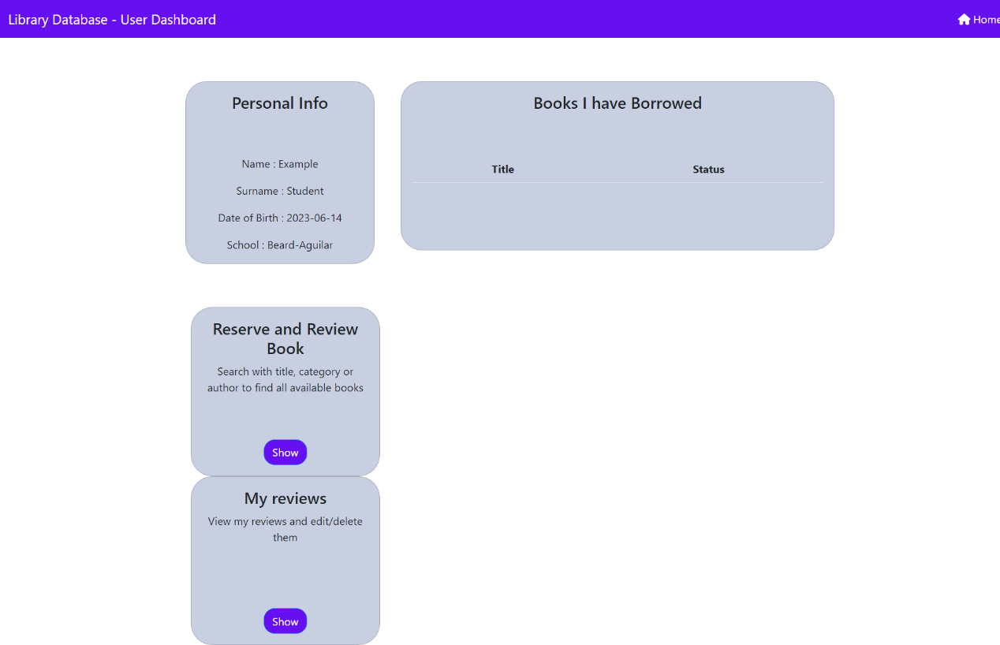 Library Database - User Dashboard
Home
Personal Info
Name : Example
Surname : Student
Date of Birth : 2023-06-14
School : Beard-Aguilar
Books I have Borrowed
Title Status
Reserve and Review
Book
Search with title, category or
author to find all available books
Show
My reviews
View my reviews and edit/delete
them
Show